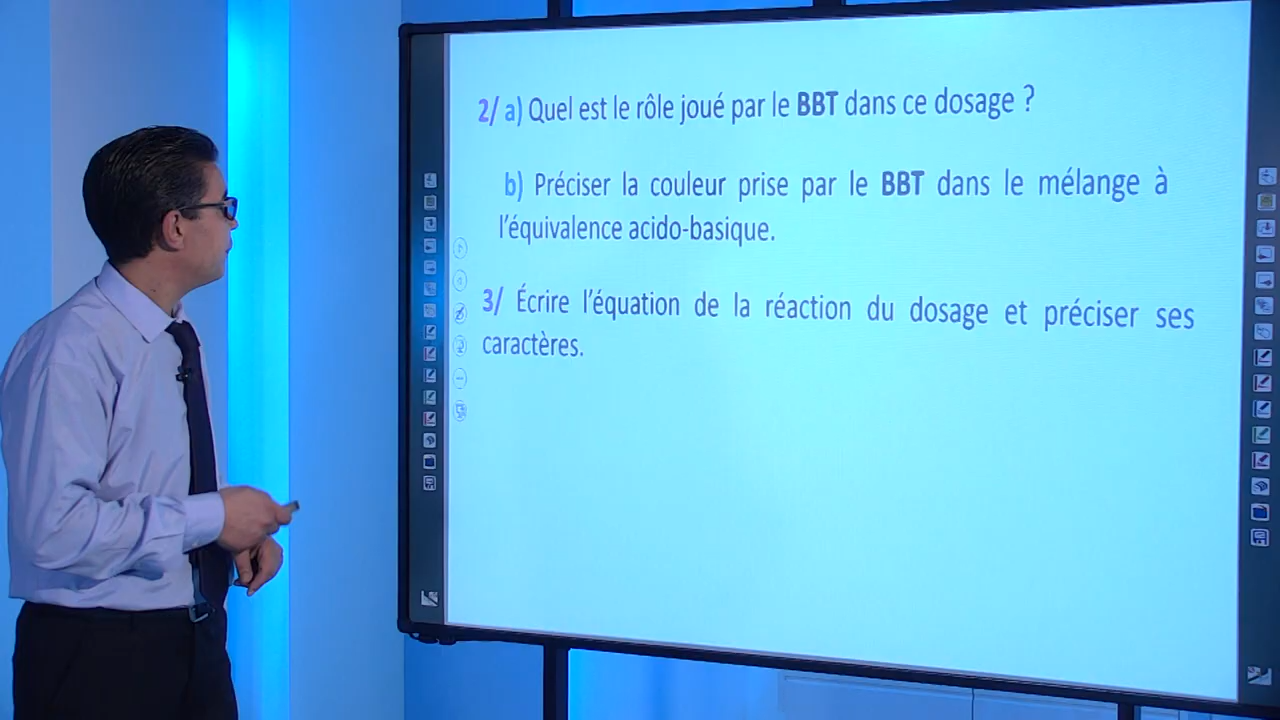 2/ a) Quel est le rôle joué par le BBT dans ce dosage ?
b) Préciser la couleur prise par le BBT dans le mélange à
l’équivalence acido-basique.
3/ Écrire l’équation de la réaction du dosage et préciser ses
caractères.